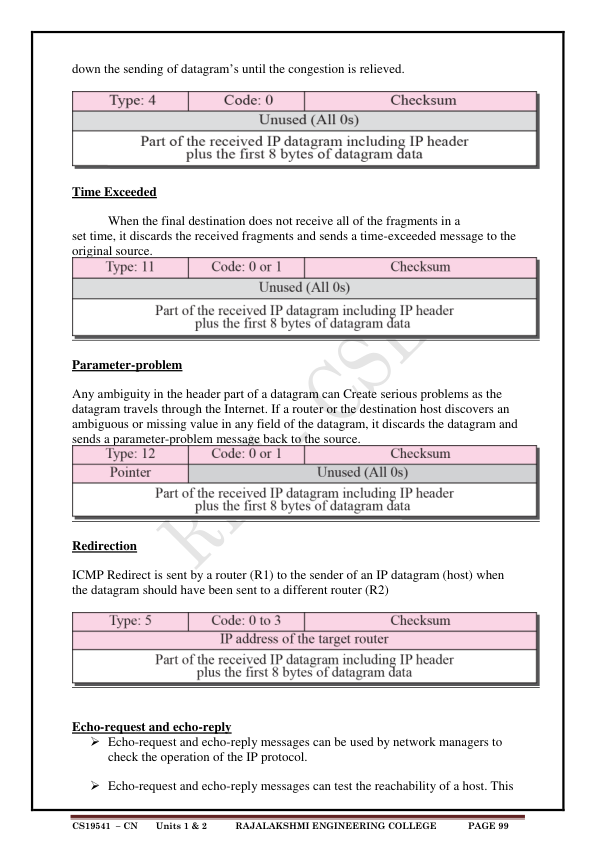 down the sending of datagram's until the congestion is relieved.
Type: 4 Code: 0 Checksum
Unused (All 0s)
Part of the received IP datagram including IP header
plus the first 8 bytes of datagram data
Time Exceeded
When the final destination does not receive all of the fragments in a
set time, it discards the received fragments and sends a time-exceeded message to the
original source.
Type: 11 Code: 0 or 1 Checksum
Unused (All 0s)
Part of the received IP datagram including IP header
plus the first 8 bytes of datagram data
Parameter-problem
Any ambiguity in the header part of a datagram can Create serious problems as the
datagram travels through the Internet. If a router or the destination host discovers an
ambiguous or missing value in any field of the datagram, it discards the datagram and
sends a parameter-problem message back to the source.
Type: 12 Code: 0 or 1 Checksum
Pointer Unused (All 0s)
Part of the received IP datagram including IP header
plus the first 8 bytes of datagram data
Redirection
ICMP Redirect is sent by a router (R1) to the sender of an IP datagram (host) when
the datagram should have been sent to a different router (R2)
Type: 5 Code: 0 to 3 Checksum
IP address of the target router
Part of the received IP datagram including IP header
plus the first 8 bytes of datagram data
Echo-request and echo-reply
➢ Echo-request and echo-reply messages can be used by network managers to
check the operation of the IP protocol.
➢ Echo-request and echo-reply messages can test the reachability of a host. This
CS19541 – CN Units 1 & 2 RAJALAKSHMI ENGINEERING COLLEGE PAGE 99